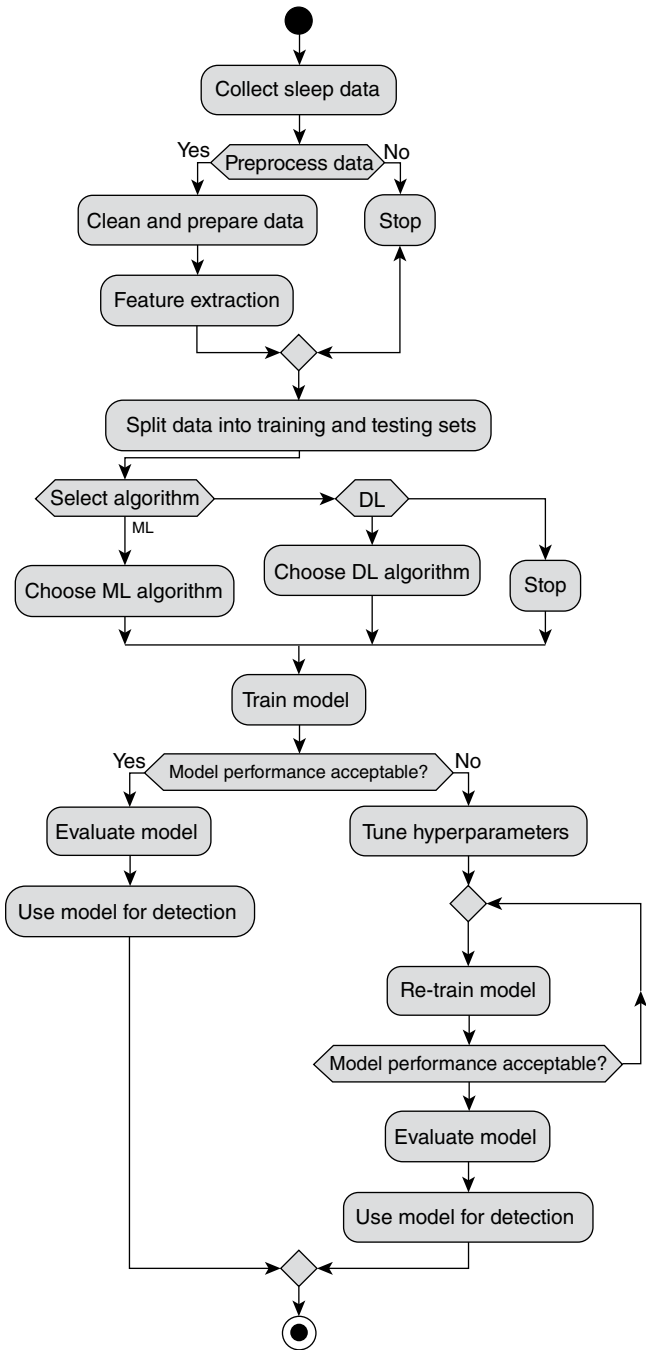 Collect sleep data
Yes
Preprocess data
No
Clean and prepare data
Stop
Feature extraction
Split data into training and testing sets
Select algorithm
DL
ML
Choose ML algorithm
Choose DL algorithm
Stop
Train model
Yes
Model performance acceptable?
No
Evaluate model
Tune hyperparameters
Use model for detection
Re-train model
Model performance acceptable?
Evaluate model
Use model for detection